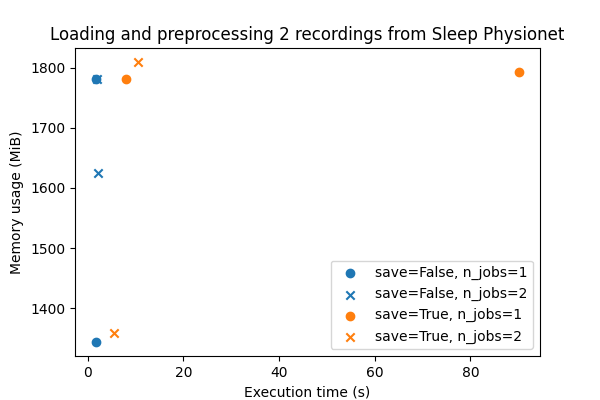 Loading and preprocessing 2 recordings from Sleep Physionet
Memory usage (MiB)
1800
1700
1600
1500
1400
save=False, n_jobs=1
save=False, n_jobs=2
save=True, n_jobs=1
save=True, n_jobs=2
0 20 40 60 80
Execution time (s)